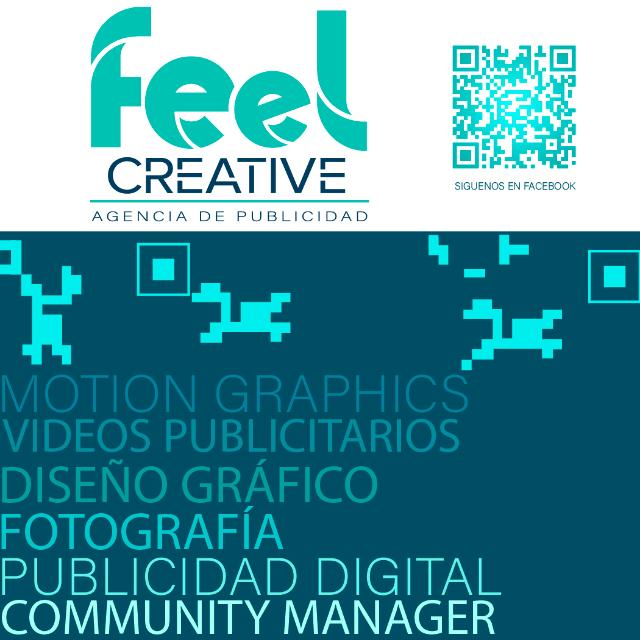 feel
CREATIVE
AGENCIA DE PUBLICIDAD
SIGUENOS EN FACEBOOK
MOTION GRAPHICS
VIDEOS PUBLICITARIOS
DISEÑO GRÁFICO
FOTOGRAFÍA
PUBLICIDAD DIGITAL
COMMUNITY MANAGER